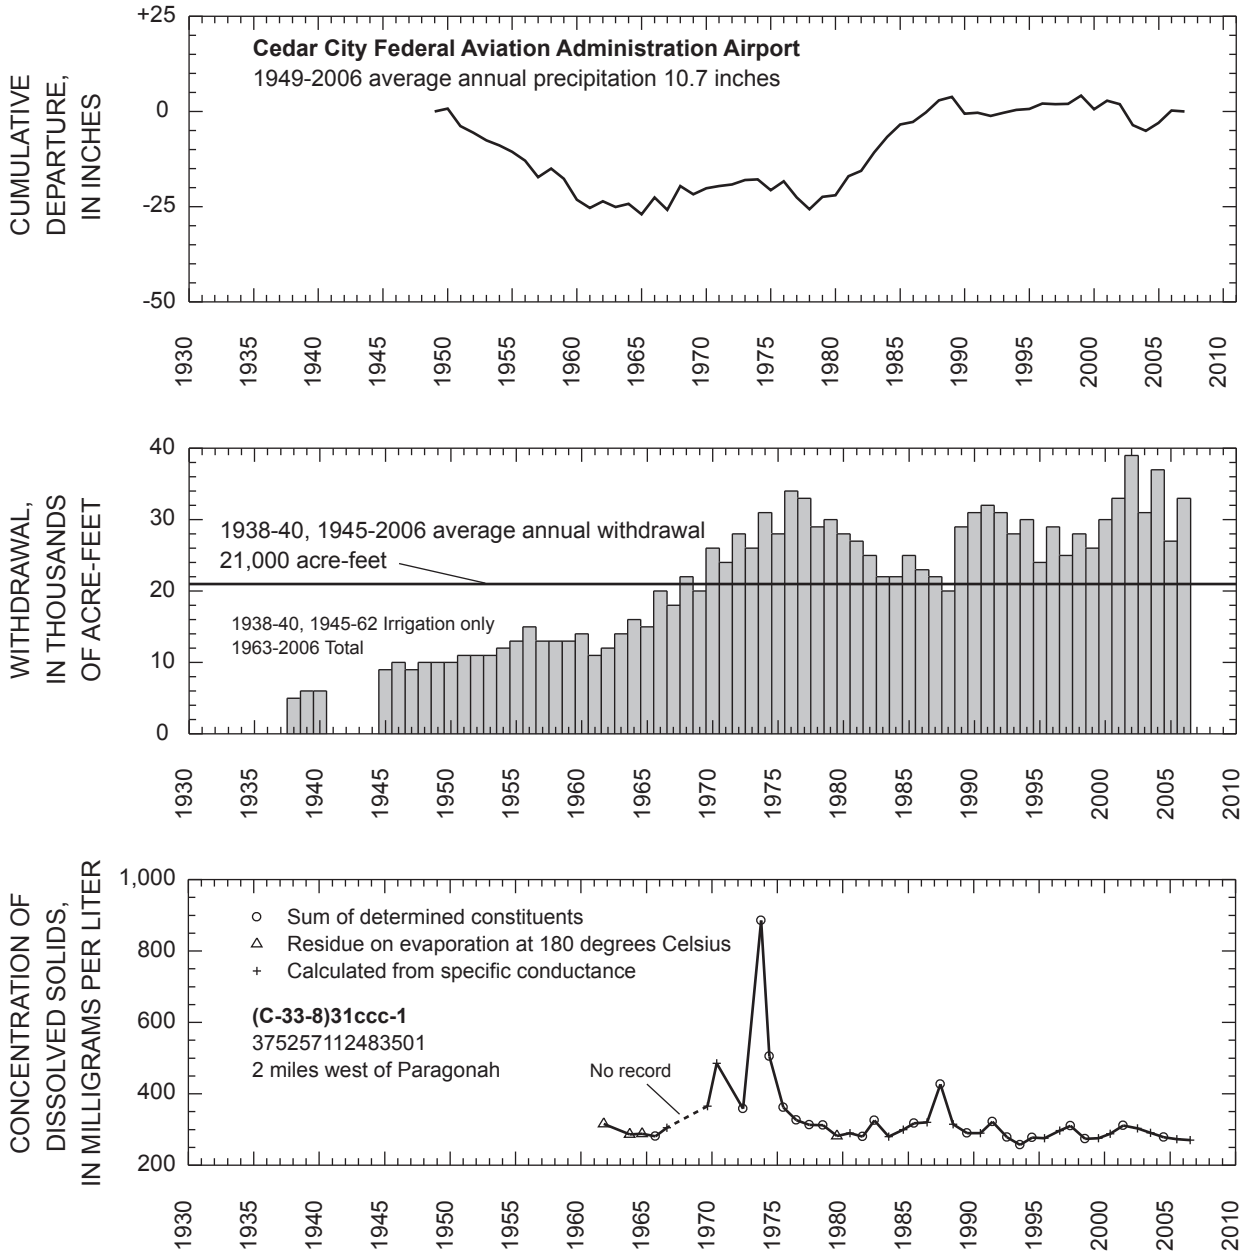 +25
0
-25
-50
CUMULATIVE
DEPARTURE,
IN INCHES
Cedar City Federal Aviation Administration Airport
1949-2006 average annual precipitation 10.7 inches
1930 1935 1940 1945 1950 1955 1960 1965 1970 1975 1980 1985 1990 1995 2000 2005 2010
40
30
20
10
0
WITHDRAWAL,
IN THOUSANDS
OF ACRE-FEET
1938-40, 1945-2006 average annual withdrawal
21,000 acre-feet
1938-40, 1945-62 Irrigation only
1963-2006 Total
1930 1935 1940 1945 1950 1955 1960 1965 1970 1975 1980 1985 1990 1995 2000 2005 2010
1,000
800
600
400
200
CONCENTRATION OF
DISSOLVED SOLIDS,
IN MILLIGRAMS PER LITER
Sum of determined constituents
Residue on evaporation at 180 degrees Celsius
Calculated from specific conductance
(C-33-8)31ccc-1
375257112483501
2 miles west of Paragonah
No record
1930 1935 1940 1945 1950 1955 1960 1965 1970 1975 1980 1985 1990 1995 2000 2005 2010